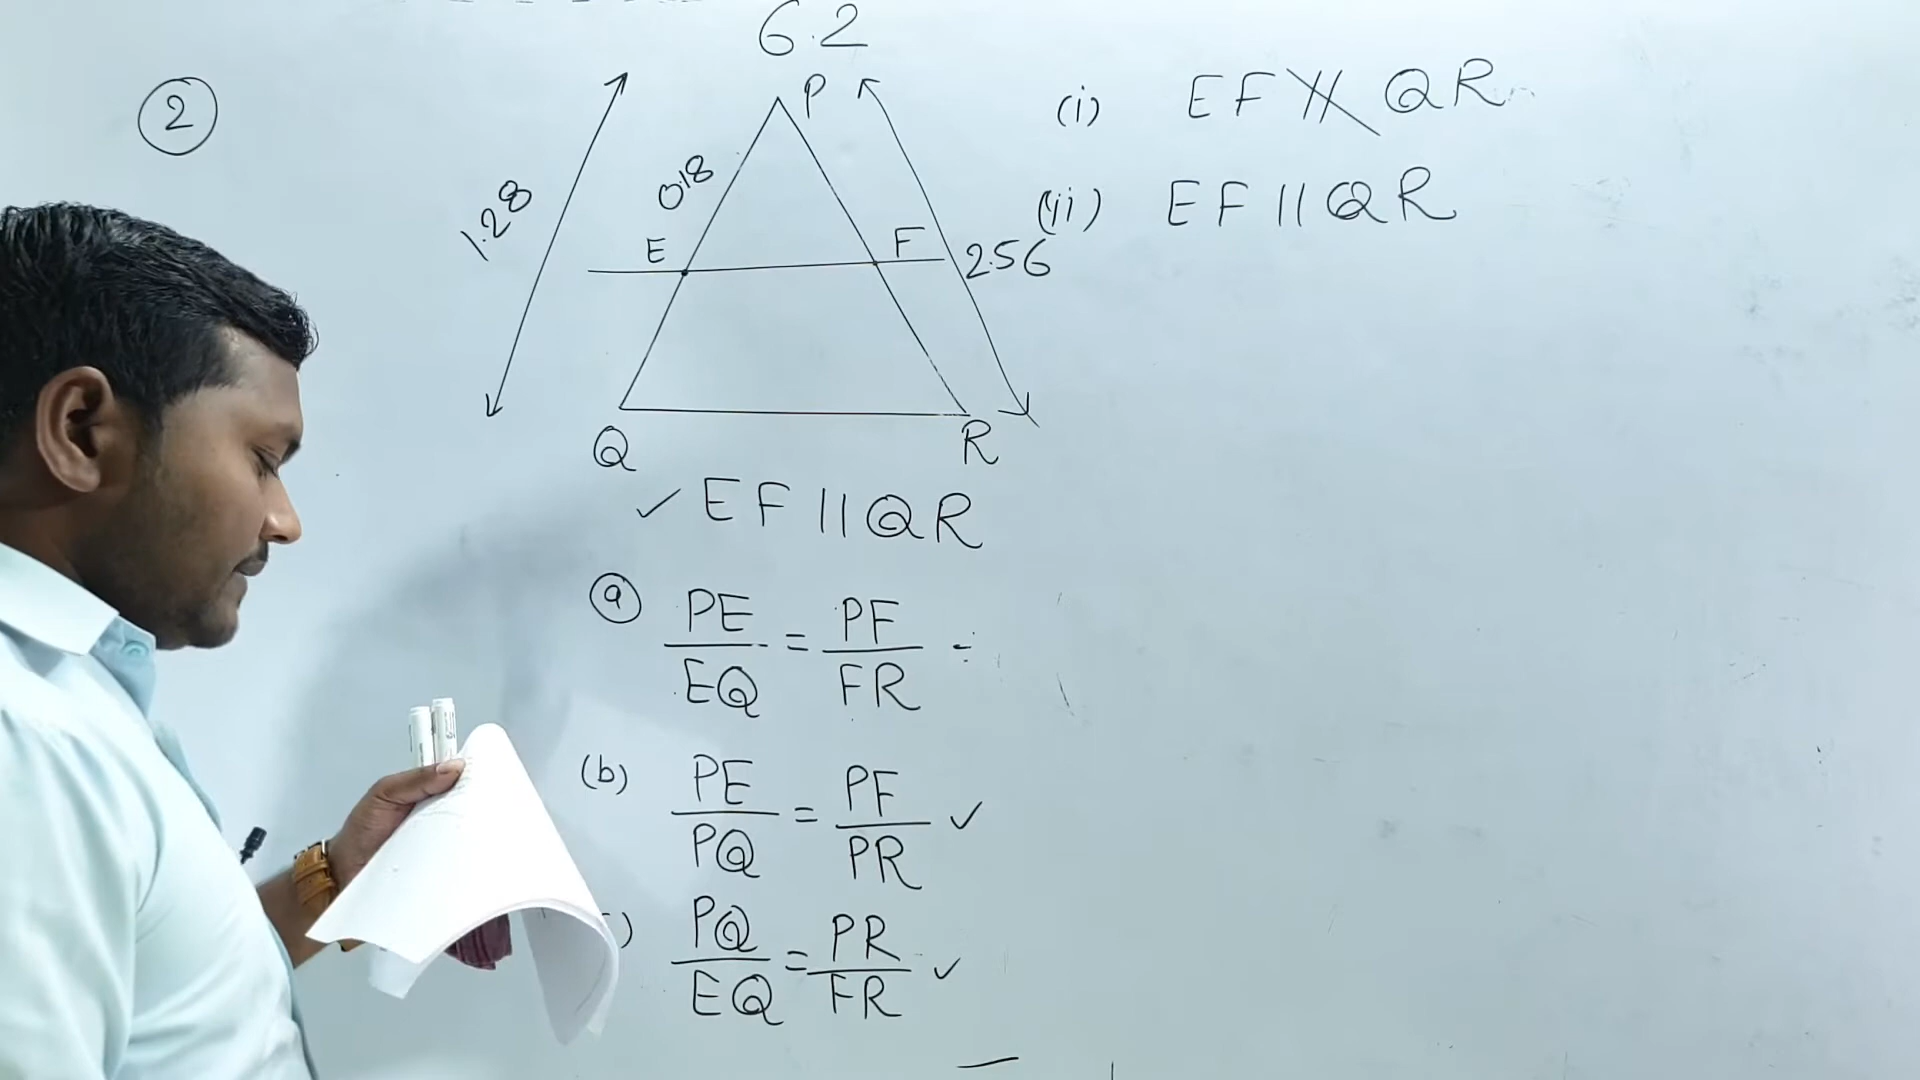 6.2
2
P
(i) EF ∦ QR
0.18
1.28
(ii) EF || QR
E F
2.56
Q R
✓ EF || QR
(a) PE/EQ = PF/FR -
(b) PE/PQ = PF/PR ✓
) PQ/EQ = PR/FR ✓